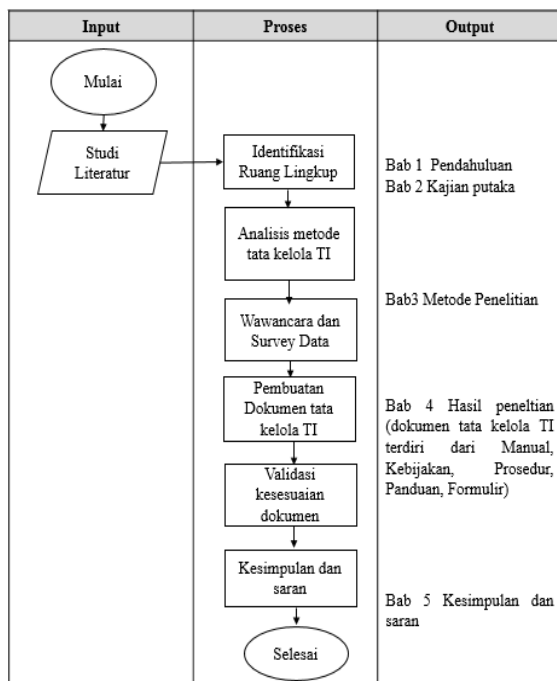 Input
Proses
Output
Mulai
Studi
Literatur
Identifikasi
Ruang Lingkup
Bab 1 Pendahuluan
Bab 2 Kajian putaka
Analisis metode
tata kelola TI
Bab3 Metode Penelitian
Wawancara dan
Survey Data
Pembuatan
Dokumen tata
kelola TI
Bab 4 Hasil peneltian
(dokumen tata kelola TI
terdiri dari Manual,
Kebijakan, Prosedur,
Panduan, Formulir)
Validasi
kesesuaian
dokumen
Kesimpulan dan
saran
Bab 5 Kesimpulan dan
saran
Selesai